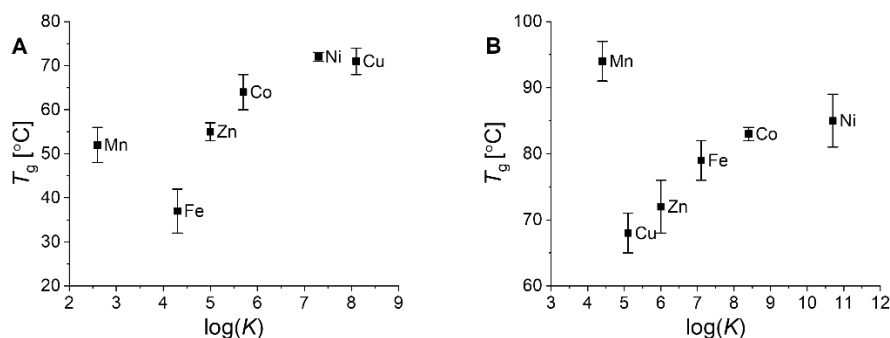 A
T_g [°C]
80
70
60
50
40
30
20
Mn
Fe
Zn
Co
Ni
Cu
2 3 4 5 6 7 8 9
log(K)
B
T_g [°C]
100
90
80
70
60
Mn
Cu
Zn
Fe
Co
Ni
3 4 5 6 7 8 9 10 11 12
log(K)